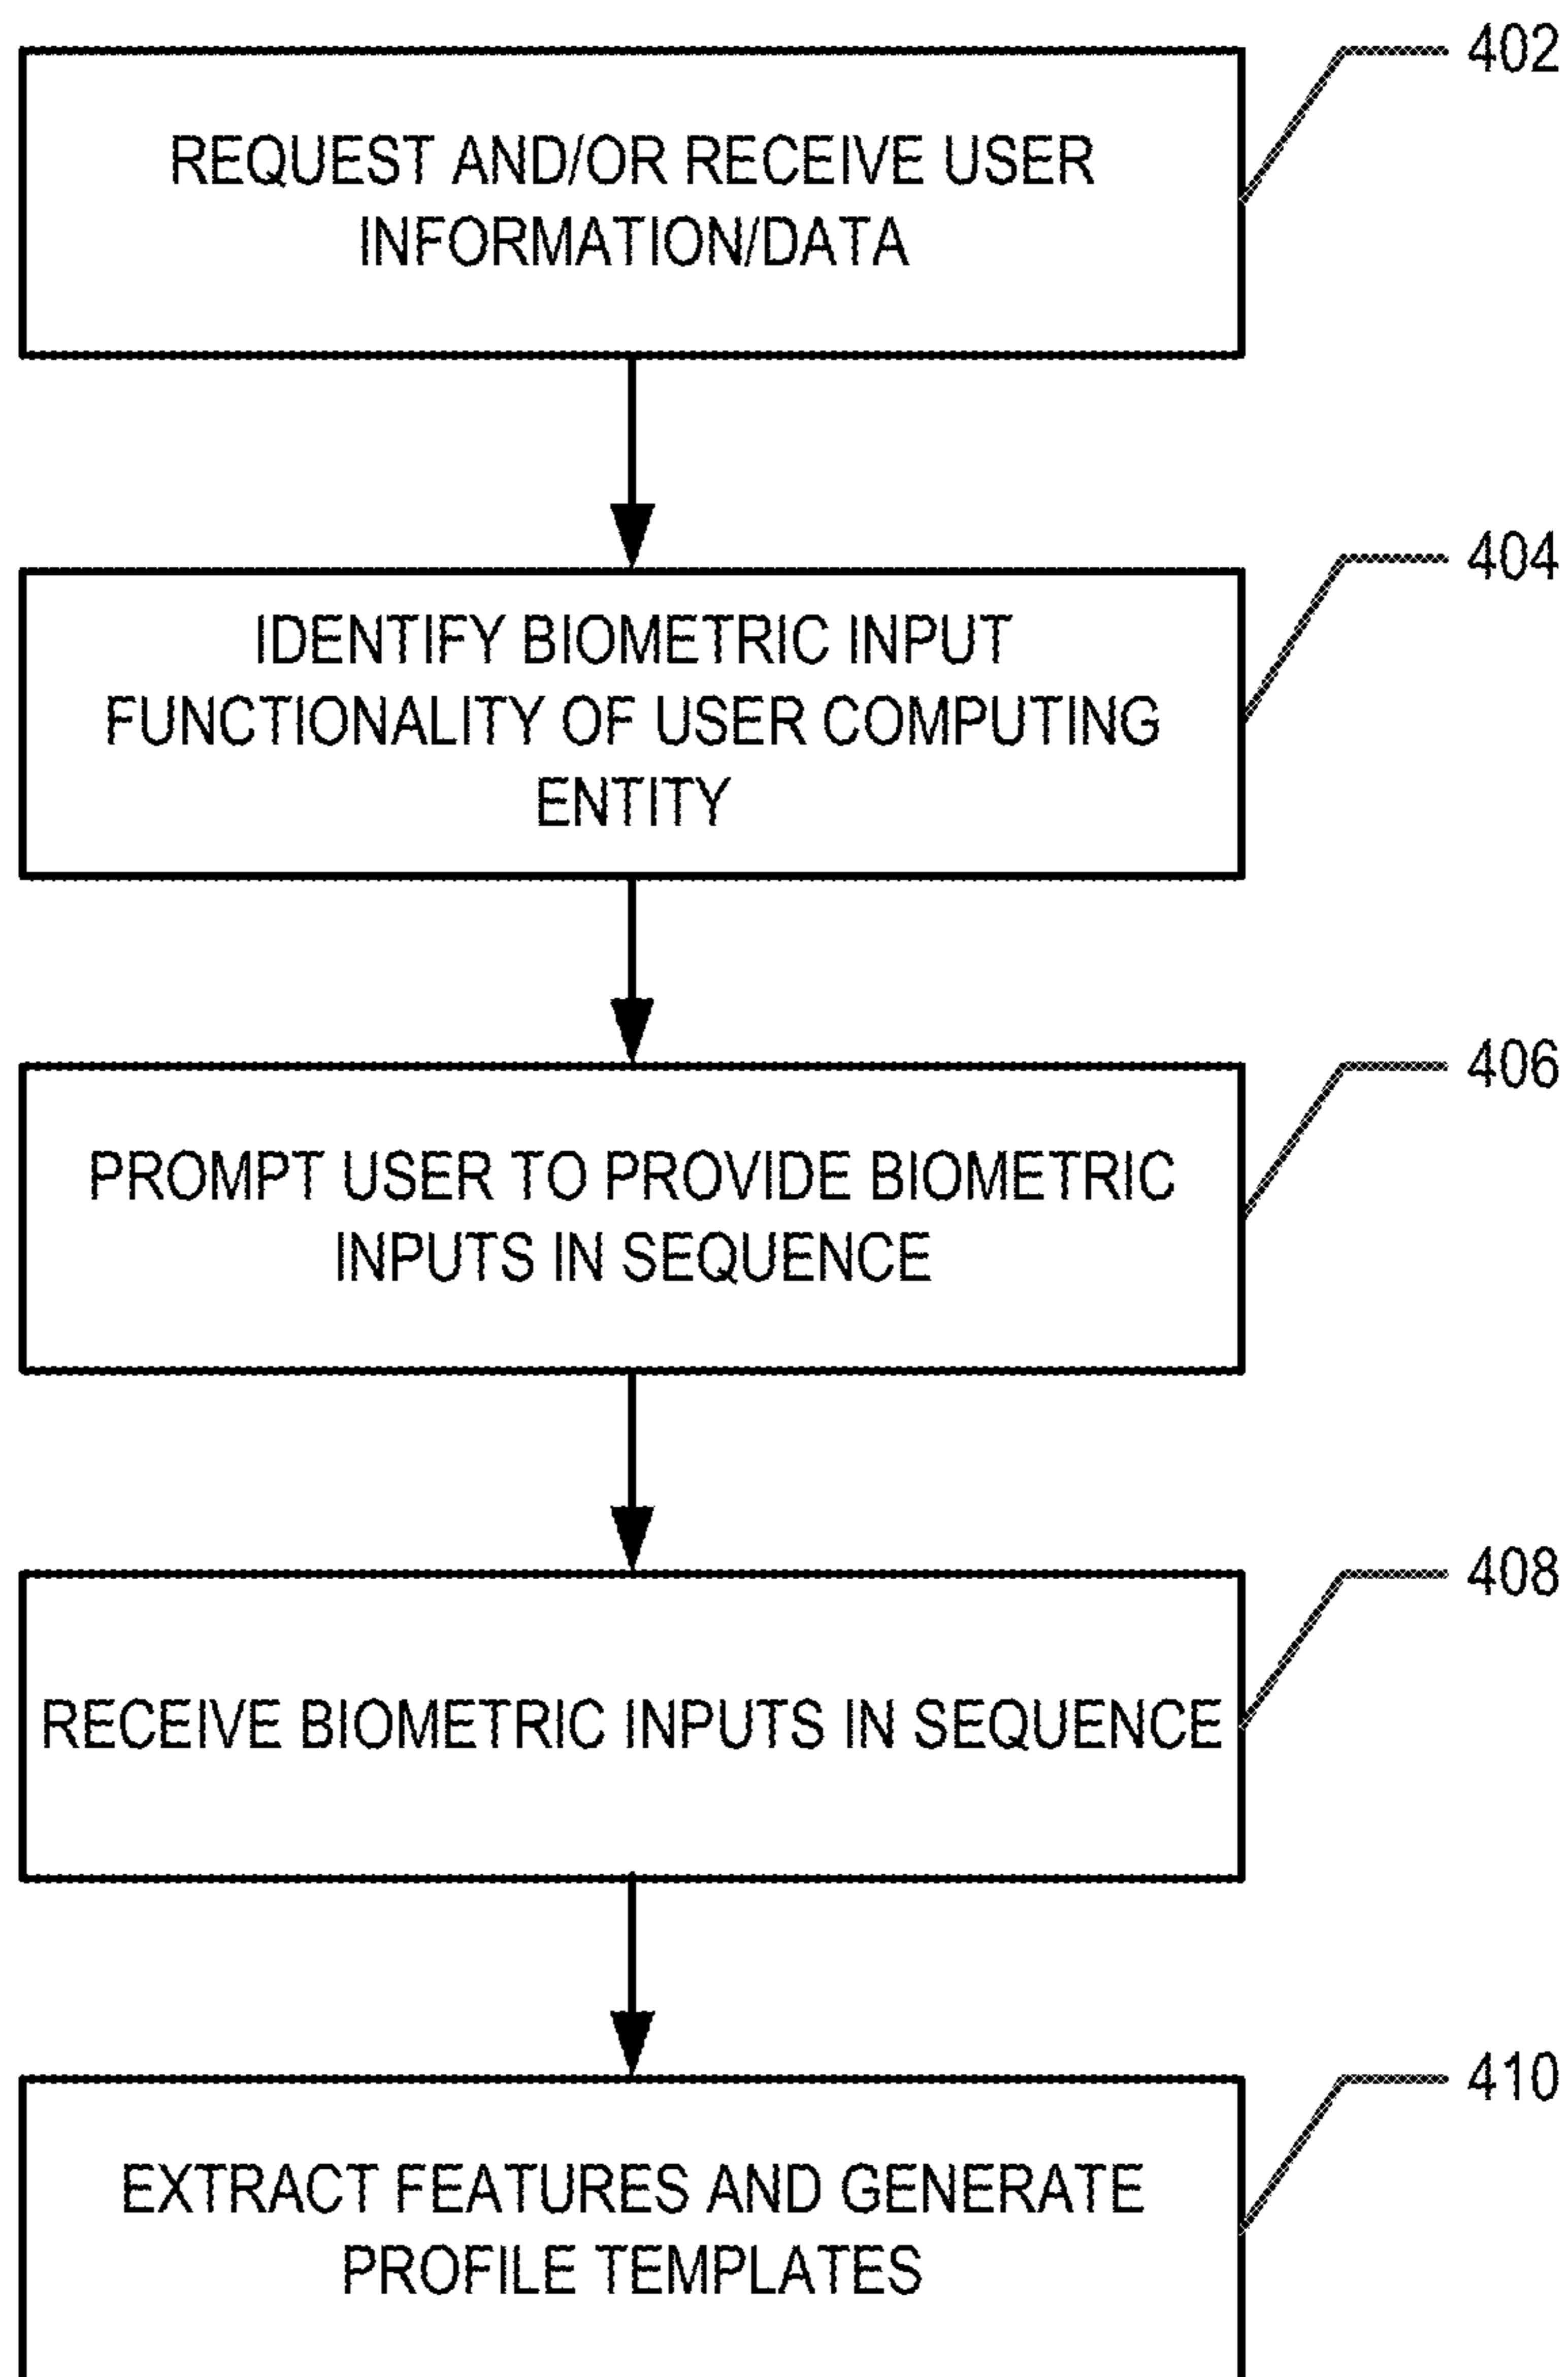 402
REQUEST AND/OR RECEIVE USER
INFORMATION/DATA
404
IDENTIFY BIOMETRIC INPUT
FUNCTIONALITY OF USER COMPUTING
ENTITY
406
PROMPT USER TO PROVIDE BIOMETRIC
INPUTS IN SEQUENCE
408
RECEIVE BIOMETRIC INPUTS IN SEQUENCE
410
EXTRACT FEATURES AND GENERATE
PROFILE TEMPLATES